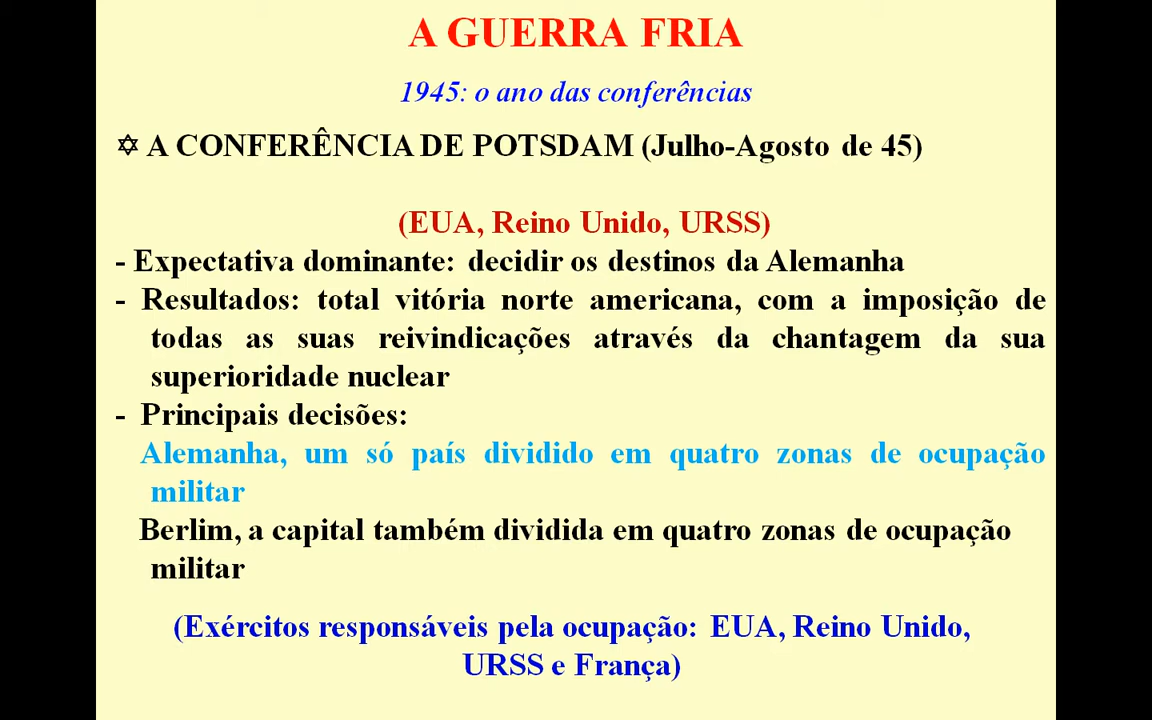 A GUERRA FRIA
1945: o ano das conferências
✡ A CONFERÊNCIA DE POTSDAM (Julho-Agosto de 45)
(EUA, Reino Unido, URSS)
- Expectativa dominante: decidir os destinos da Alemanha
- Resultados: total vitória norte americana, com a imposição de
todas as suas reivindicações através da chantagem da sua
superioridade nuclear
- Principais decisões:
Alemanha, um só país dividido em quatro zonas de ocupação
militar
Berlim, a capital também dividida em quatro zonas de ocupação
militar
(Exércitos responsáveis pela ocupação: EUA, Reino Unido,
URSS e França)